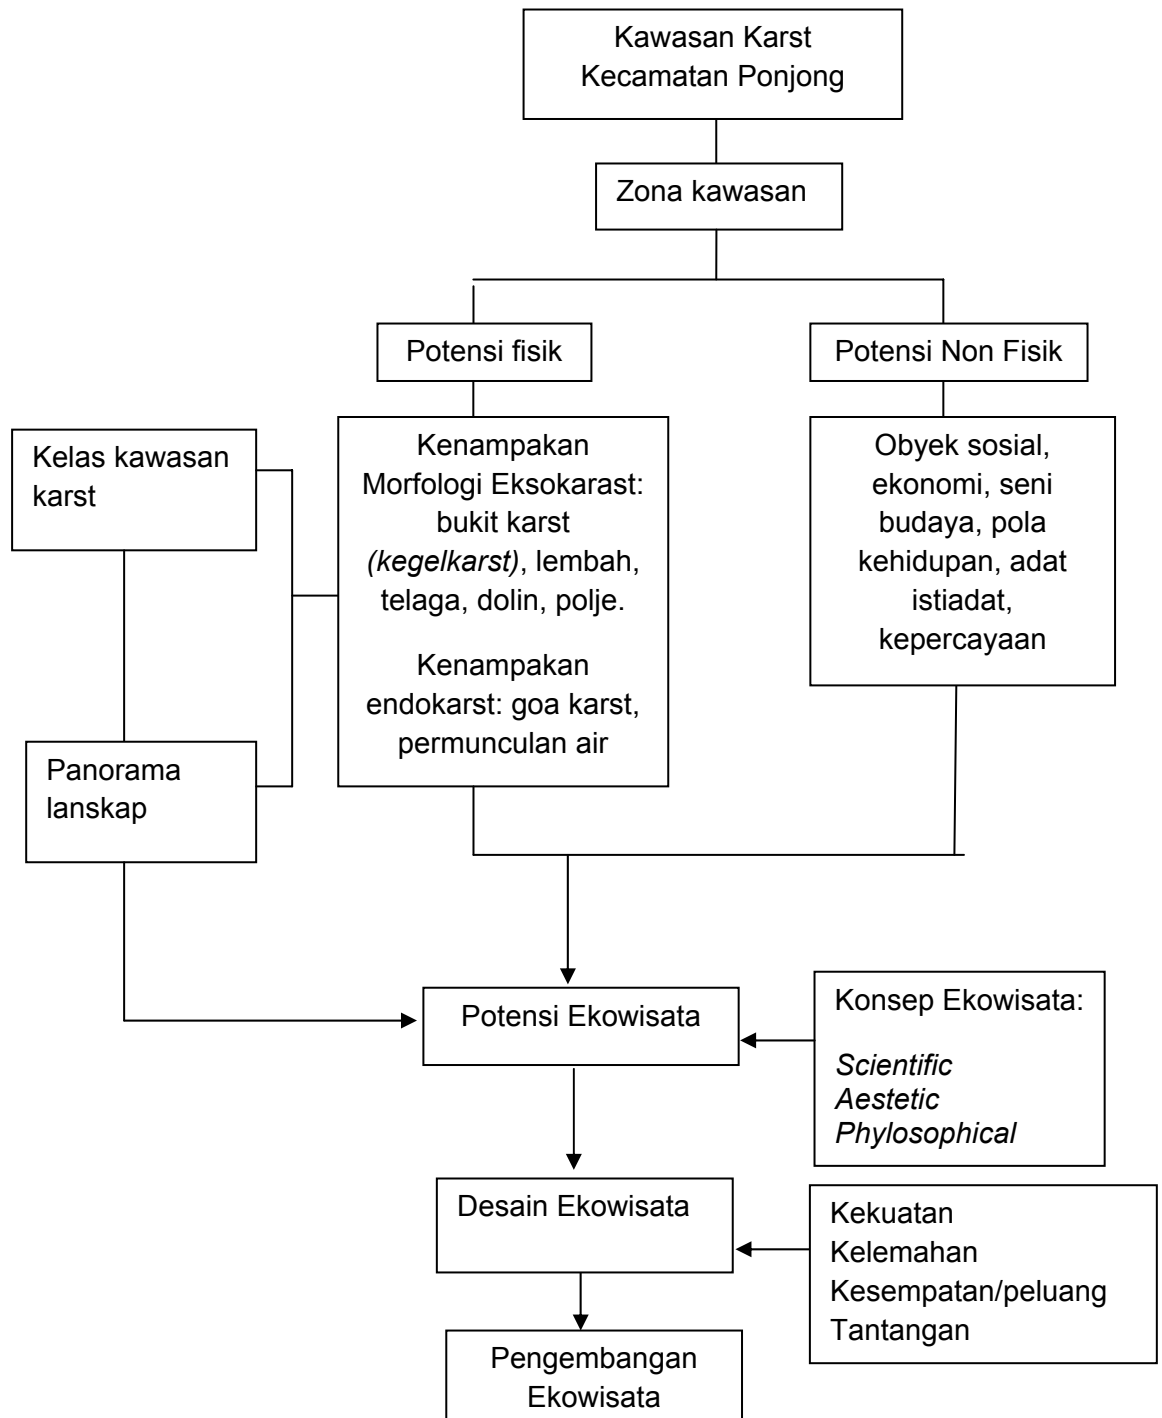 Kawasan Karst
Kecamatan Ponjong
Zona kawasan
Potensi fisik
Potensi Non Fisik
Kelas kawasan
karst
Kenampakan
Morfologi Eksokarast:
bukit karst
(kegelkarst), lembah,
telaga, dolin, polje.
Kenampakan
endokarst: goa karst,
permunculan air
Obyek sosial,
ekonomi, seni
budaya, pola
kehidupan, adat
istiadat,
kepercayaan
Panorama
lanskap
Potensi Ekowisata
Konsep Ekowisata:
Scientific
Aestetic
Phylosophical
Desain Ekowisata
Kekuatan
Kelemahan
Kesempatan/peluang
Tantangan
Pengembangan
Ekowisata